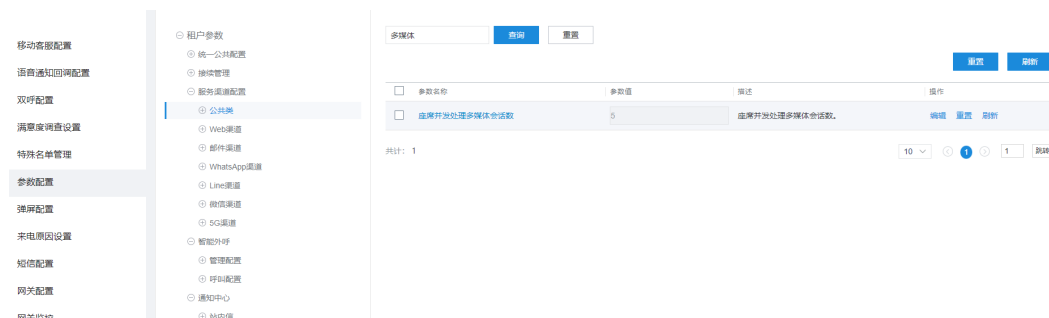 移动客服配置
语音通知回调配置
双呼配置
满意度调查设置
特殊名单管理
参数配置
弹屏配置
来电原因设置
短信配置
网关配置
网关监控
租户参数
统一公共配置
接续管理
服务渠道配置
公共类
Web渠道
邮件渠道
WhatsApp渠道
Line渠道
微信渠道
5G渠道
智能外呼
管理配置
呼叫配置
通知中心
站内信
多媒体 查询 重置
重置 刷新
参数名称 参数值 描述 操作
座席并发处理多媒体会话数 5 座席并发处理多媒体会话数。 编辑 重置 刷新
共计：1 10 1 1 跳转